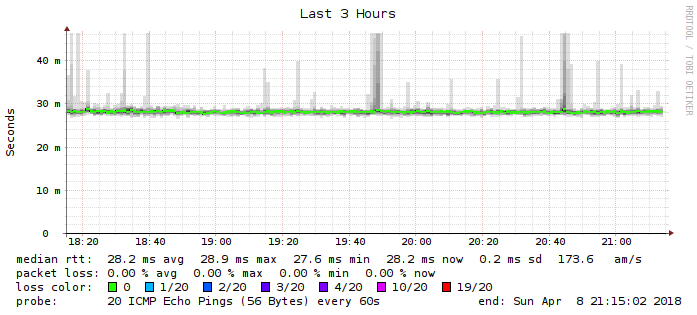 Last 3 Hours
RRDTOOL / TOBI OETIKER
Seconds
40 m
30 m
20 m
10 m
0
18:20 18:40 19:00 19:20 19:40 20:00 20:20 20:40 21:00
median rtt: 28.2 ms avg 28.9 ms max 27.6 ms min 28.2 ms now 0.2 ms sd 173.6 am/s
packet loss: 0.00 % avg 0.00 % max 0.00 % min 0.00 % now
loss color: 0 1/20 2/20 3/20 4/20 10/20 19/20
probe: 20 ICMP Echo Pings (56 Bytes) every 60s end: Sun Apr 8 21:15:02 2018